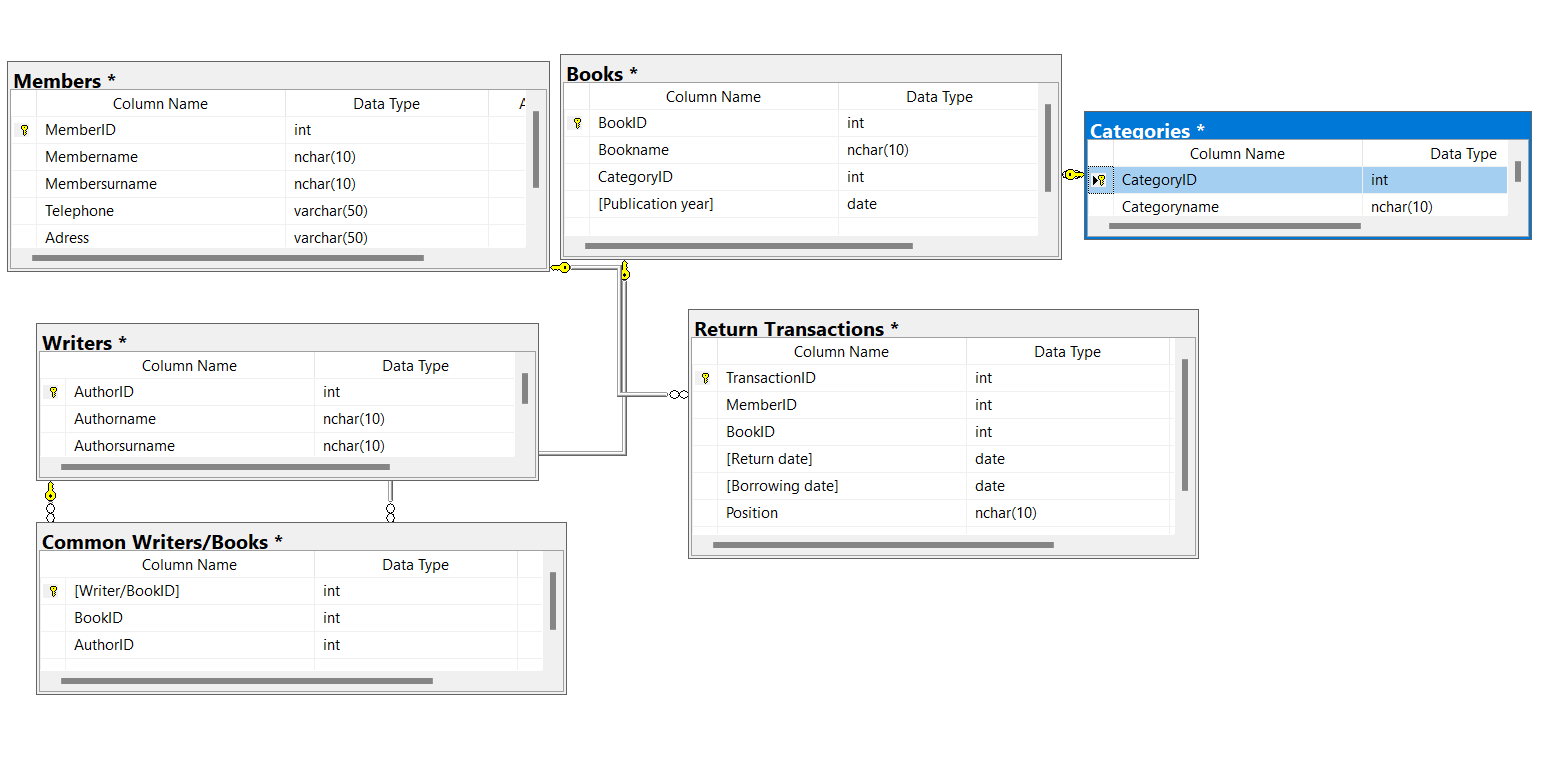 Members *
Column Name Data Type
MemberID int
Membername nchar(10)
Membersurname nchar(10)
Telephone varchar(50)
Adress varchar(50)
Books *
Column Name Data Type
BookID int
Bookname nchar(10)
CategoryID int
[Publication year] date
Categories *
Column Name Data Type
CategoryID int
Categoryname nchar(10)
Writers *
Column Name Data Type
AuthorID int
Authorname nchar(10)
Authorsurname nchar(10)
Return Transactions *
Column Name Data Type
TransactionID int
MemberID int
BookID int
[Return date] date
[Borrowing date] date
Position nchar(10)
Common Writers/Books *
Column Name Data Type
[Writer/BookID] int
BookID int
AuthorID int